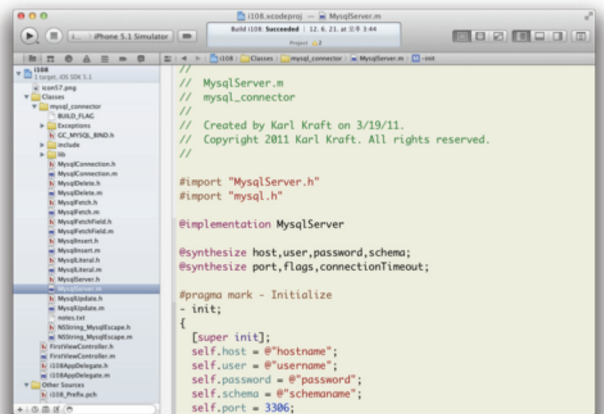 i108.xcodeproj — MysqlServer.m
i... iPhone 5.1 Simulator
Build i108: Succeeded | 12. 6. 21. at 오후 3:44
Project 2
i108 Classes mysql_connector MysqlServer.m -init
i108
1 target, iOS SDK 5.1
icon57.png
Classes
mysql_connector
BUILD_FLAG
Exceptions
GC_MYSQL_BIND.h
include
lib
MysqlConnection.h
MysqlConnection.m
MysqlDelete.h
MysqlDelete.m
MysqlFetch.h
MysqlFetch.m
MysqlFetchField.h
MysqlFetchField.m
MysqlInsert.h
MysqlInsert.m
MysqlLiteral.h
MysqlLiteral.m
MysqlServer.h
MysqlServer.m
MysqlUpdate.h
MysqlUpdate.m
notes.txt
NSString_MysqlEscape.h
NSString_MysqlEscape.m
FirstViewController.h
FirstViewController.m
i108AppDelegate.h
i108AppDelegate.m
Other Sources
i108_Prefix.pch
//
// MysqlServer.m
// mysql_connector
//
// Created by Karl Kraft on 3/19/11.
// Copyright 2011 Karl Kraft. All rights reserved.
//
#import "MysqlServer.h"
#import "mysql.h"
@implementation MysqlServer
@synthesize host,user,password,schema;
@synthesize port,flags,connectionTimeout;
#pragma mark - Initialize
- init;
{
[super init];
self.host = @"hostname";
self.user = @"username";
self.password = @"password";
self.schema = @"schemaname";
self.port = 3306;